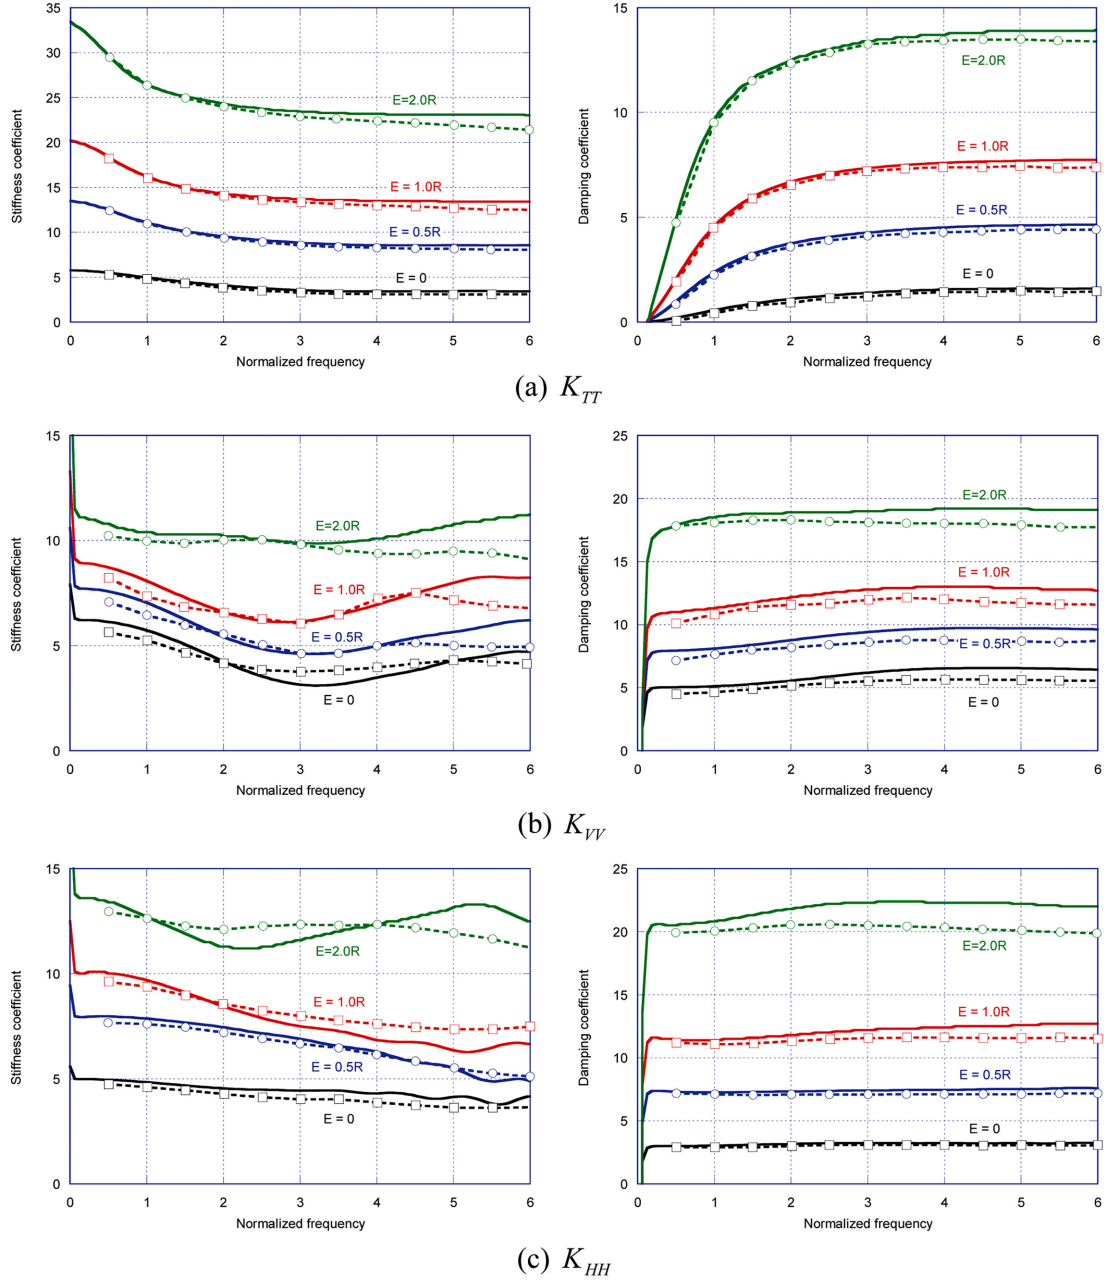 35
30
25
20
15
10
5
0
0 1 2 3 4 5 6
Stiffness coefficient
Normalized frequency
E=2.0R
E = 1.0R
E = 0.5R
E = 0
15
10
5
0
0 1 2 3 4 5 6
Damping coefficient
Normalized frequency
E=2.0R
E = 1.0R
E = 0.5R
E = 0
(a) K_TT
15
10
5
0
0 1 2 3 4 5 6
Stiffness coefficient
Normalized frequency
E=2.0R
E = 1.0R
E = 0.5R
E = 0
25
20
15
10
5
0
0 1 2 3 4 5 6
Damping coefficient
Normalized frequency
E=2.0R
E = 1.0R
E = 0.5R
E = 0
(b) K_VV
15
10
5
0
0 1 2 3 4 5 6
Stiffness coefficient
Normalized frequency
E=2.0R
E = 1.0R
E = 0.5R
E = 0
25
20
15
10
5
0
0 1 2 3 4 5 6
Damping coefficient
Normalized frequency
E=2.0R
E = 1.0R
E = 0.5R
E = 0
(c) K_HH